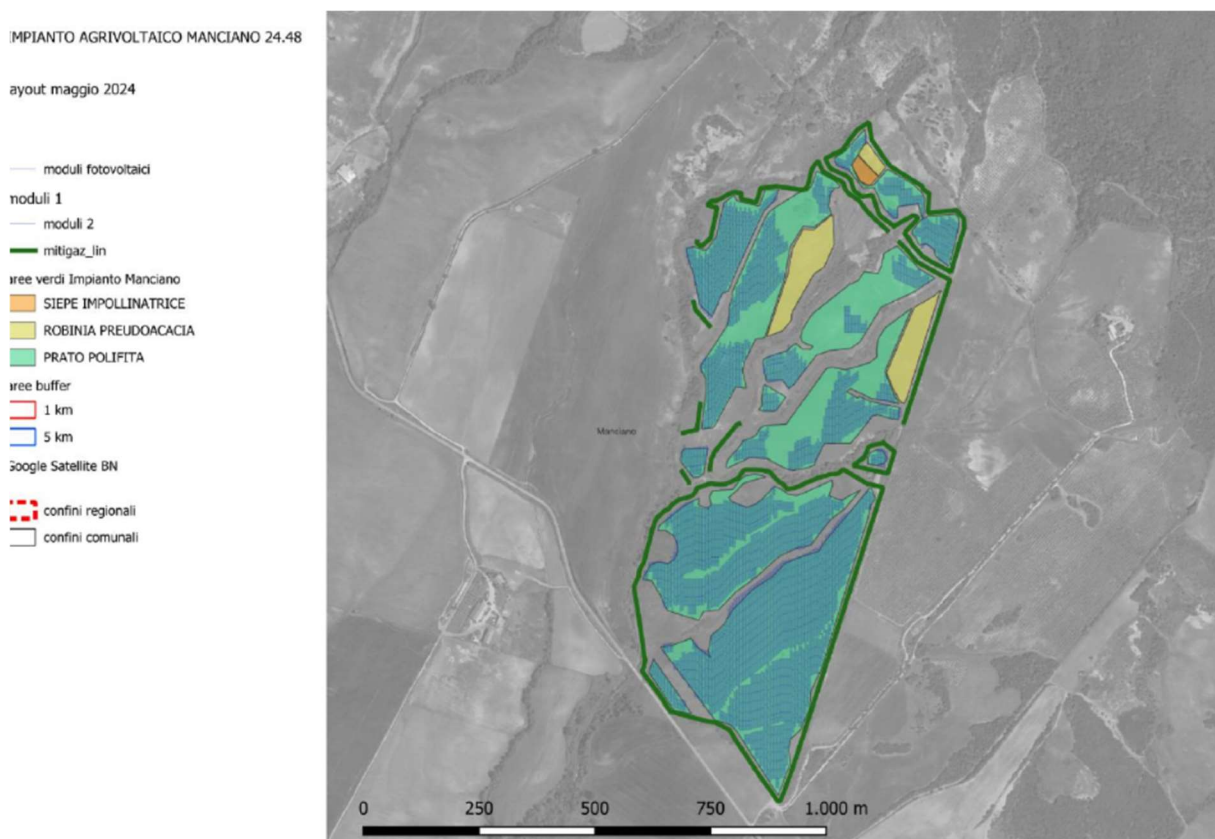 IMPIANTO AGRIVOLTAICO MANCIANO 24.48
ayout maggio 2024
moduli fotovoltaici
moduli 1
moduli 2
mitigaz_lin
aree verdi Impianto Manciano
SIEPE IMPOLLINATRICE
ROBINIA PREUDOACACIA
PRATO POLIFITA
aree buffer
1 km
5 km
Google Satellite BN
confini regionali
confini comunali
Manciano
0 250 500 750 1.000 m